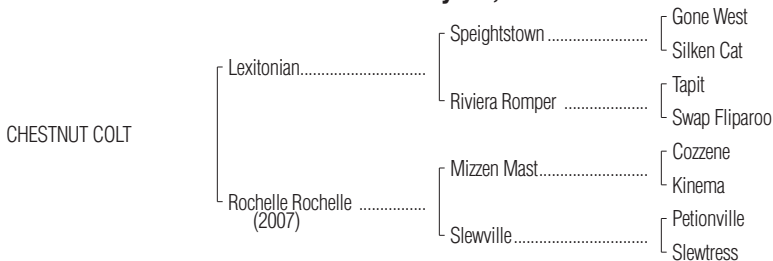 Gone West
Speightstown
Silken Cat
Lexitonian
Tapit
Riviera Romper
Swap Fliparoo
CHESTNUT COLT
Cozzene
Mizzen Mast
Kinema
Rochelle Rochelle
(2007)
Petionville
Slewville
Slewtress